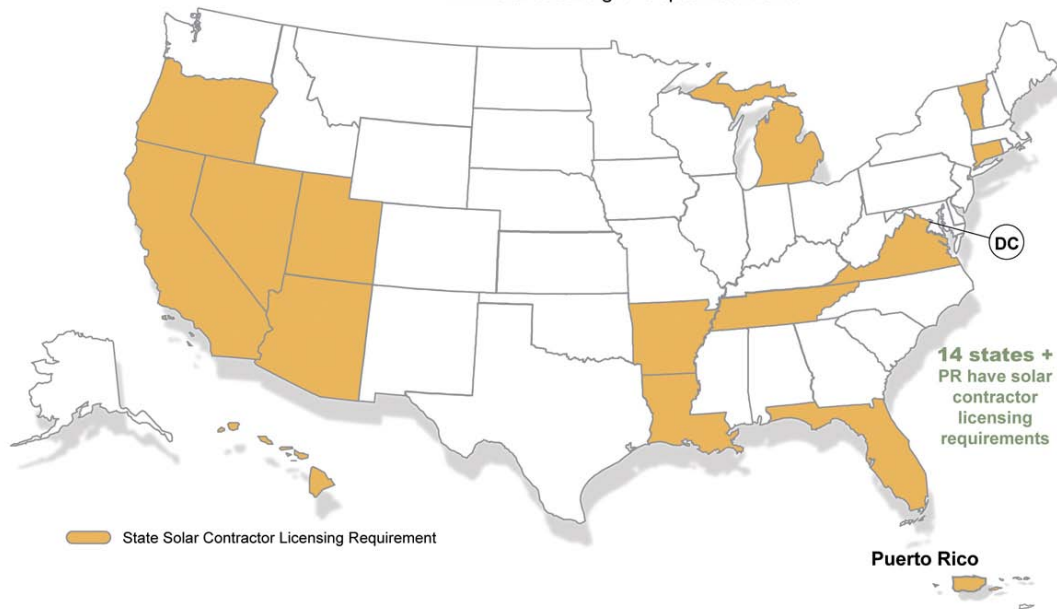 DC
14 states +
PR have solar
contractor
licensing
requirements
State Solar Contractor Licensing Requirement
Puerto Rico